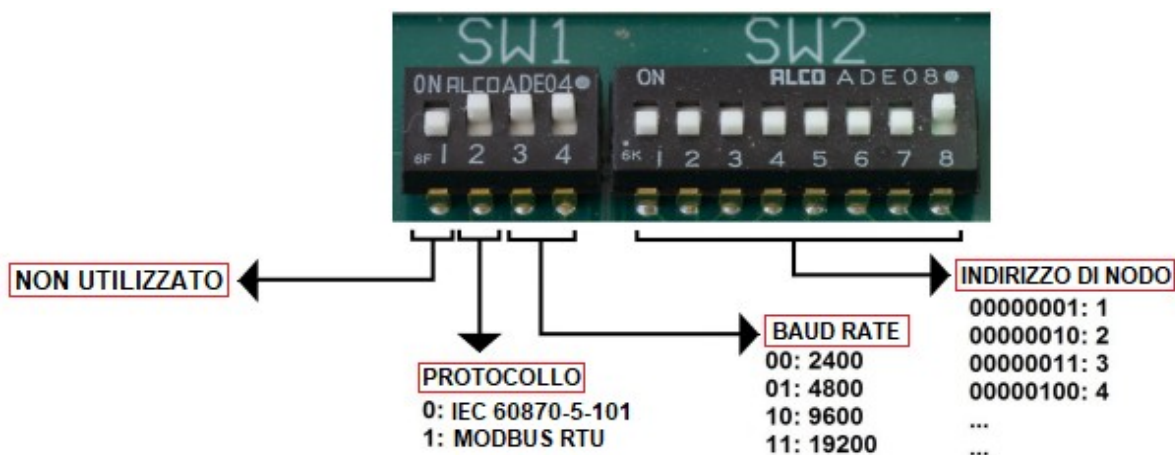 SW1
SW2
ON ALCO ADE04
6F 1 2 3 4
ON ALCO ADE08
6K 1 2 3 4 5 6 7 8
NON UTILIZZATO
PROTOCOLLO
0: IEC 60870-5-101
1: MODBUS RTU
BAUD RATE
00: 2400
01: 4800
10: 9600
11: 19200
INDIRIZZO DI NODO
00000001: 1
00000010: 2
00000011: 3
00000100: 4
...
...